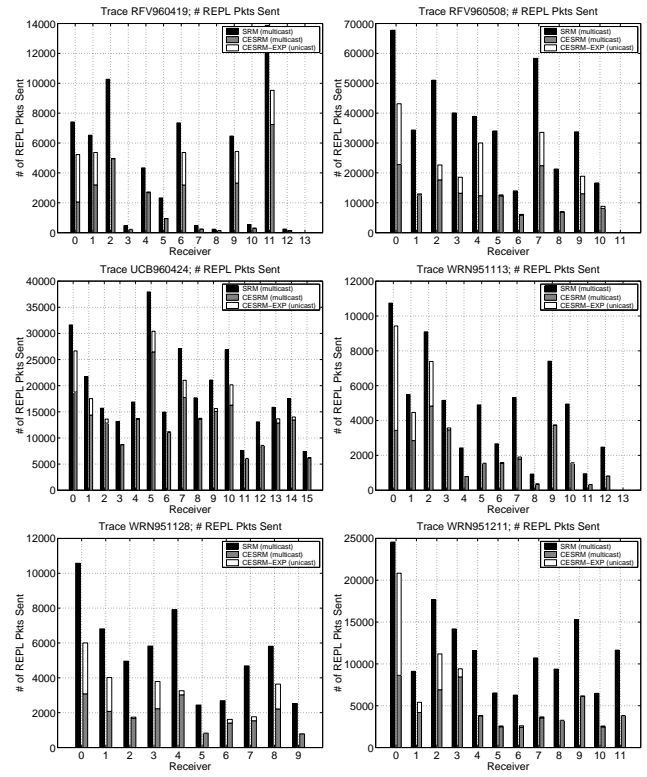 Trace RFV960419; # REPL Pkts Sent
14000
12000
10000
8000
6000
4000
2000
0
# of REPL Pkts Sent
SRM (multicast)
CESRM (multicast)
CESRM−EXP (unicast)
0 1 2 3 4 5 6 7 8 9 10 11 12 13
Receiver
Trace RFV960508; # REPL Pkts Sent
70000
60000
50000
40000
30000
20000
10000
0
# of REPL Pkts Sent
SRM (multicast)
CESRM (multicast)
CESRM−EXP (unicast)
0 1 2 3 4 5 6 7 8 9 10 11
Receiver
Trace UCB960424; # REPL Pkts Sent
40000
35000
30000
25000
20000
15000
10000
5000
0
# of REPL Pkts Sent
SRM (multicast)
CESRM (multicast)
CESRM−EXP (unicast)
0 1 2 3 4 5 6 7 8 9 10 11 12 13 14 15
Receiver
Trace WRN951113; # REPL Pkts Sent
12000
10000
8000
6000
4000
2000
0
# of REPL Pkts Sent
SRM (multicast)
CESRM (multicast)
CESRM−EXP (unicast)
0 1 2 3 4 5 6 7 8 9 10 11 12 13
Receiver
Trace WRN951128; # REPL Pkts Sent
12000
10000
8000
6000
4000
2000
0
# of REPL Pkts Sent
SRM (multicast)
CESRM (multicast)
CESRM−EXP (unicast)
0 1 2 3 4 5 6 7 8 9
Receiver
Trace WRN951211; # REPL Pkts Sent
25000
20000
15000
10000
5000
0
# of REPL Pkts Sent
SRM (multicast)
CESRM (multicast)
CESRM−EXP (unicast)
0 1 2 3 4 5 6 7 8 9 10 11
Receiver